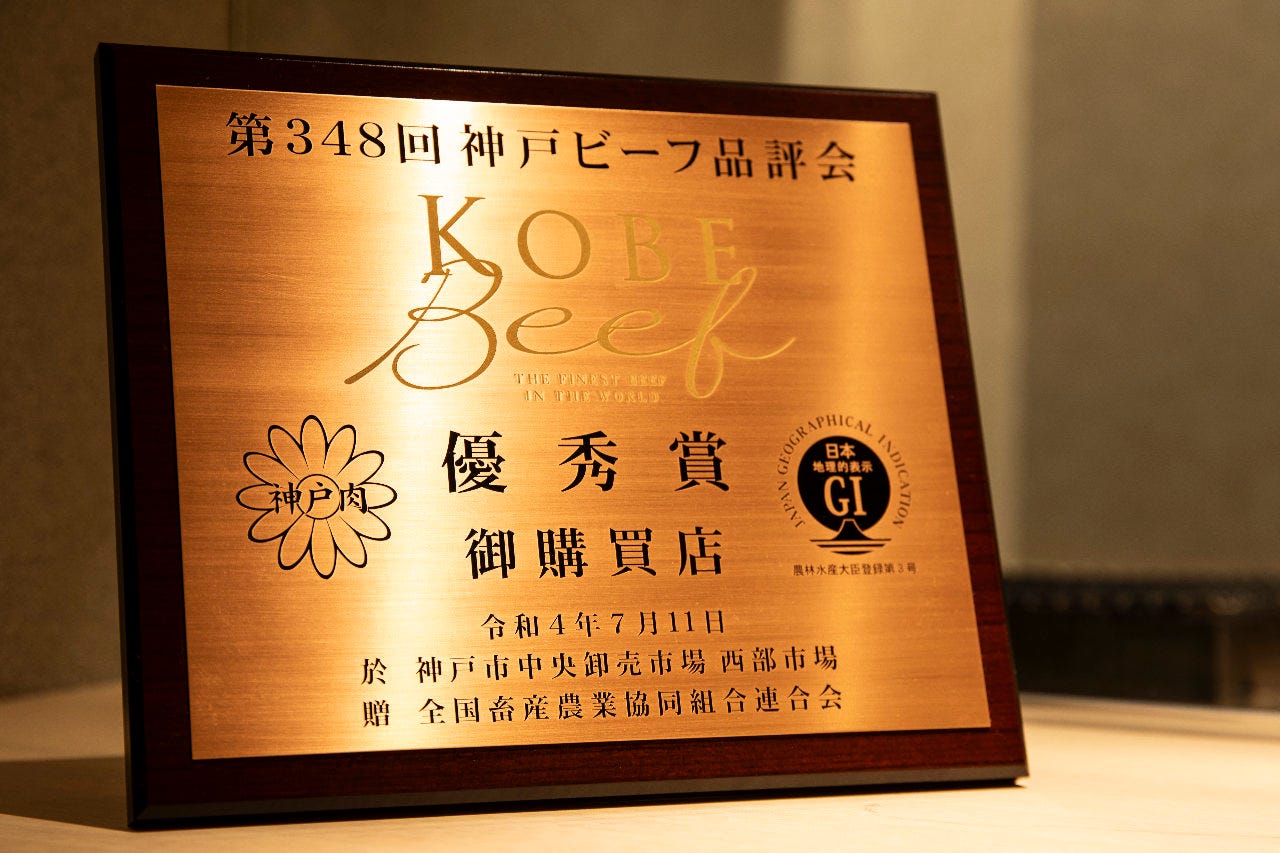 第348回 神戸ビーフ品評会
KOBE
Beef
THE FINEST BEEF
IN THE WORLD
神戸肉
優秀賞
御購買店
JAPAN GEOGRAPHICAL INDICATION
日本
地理的表示
GI
農林水産大臣登録第3号
令和4年7月11日
於 神戸市中央卸売市場 西部市場
贈 全国畜産農業協同組合連合会